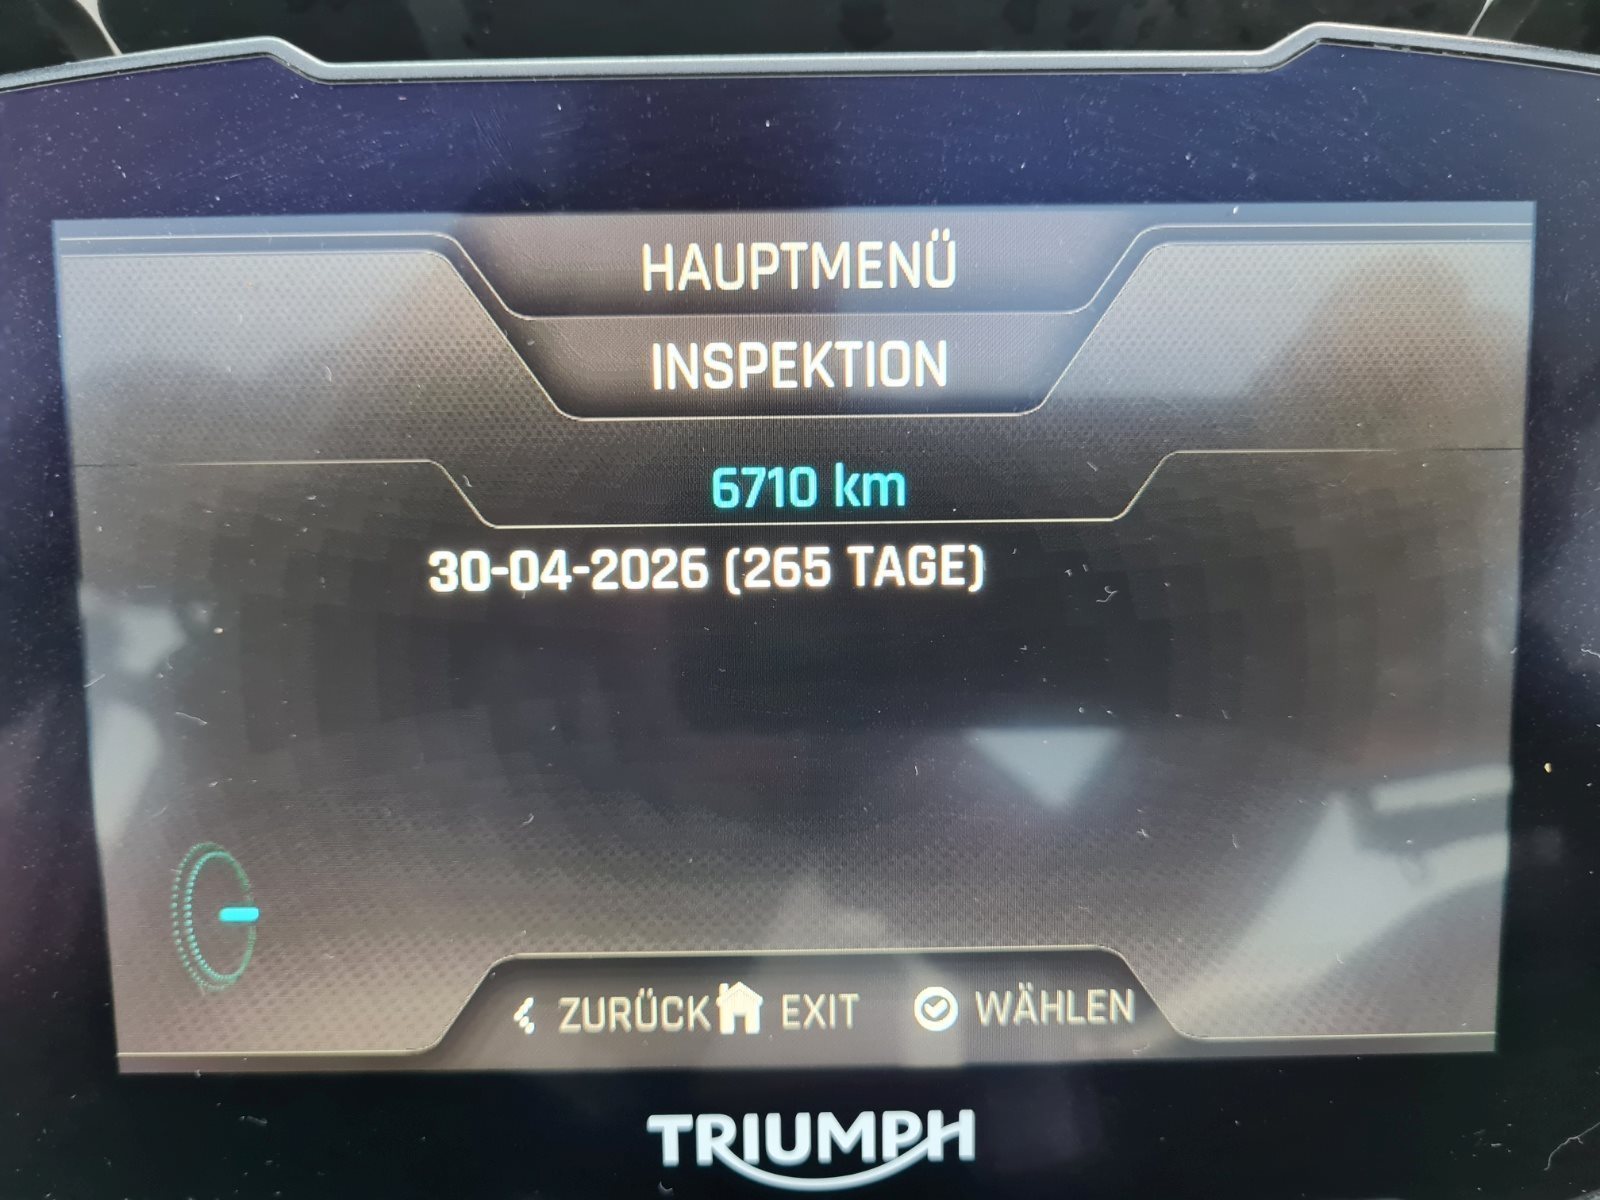 HAUPTMENÜ
INSPEKTION
6710 km
30-04-2026 (265 TAGE)
ZURÜCK EXIT WÄHLEN
TRIUMPH